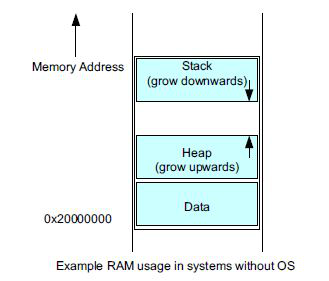 Memory Address
Stack
(grow downwards)
Heap
(grow upwards)
Data
0x20000000
Example RAM usage in systems without OS